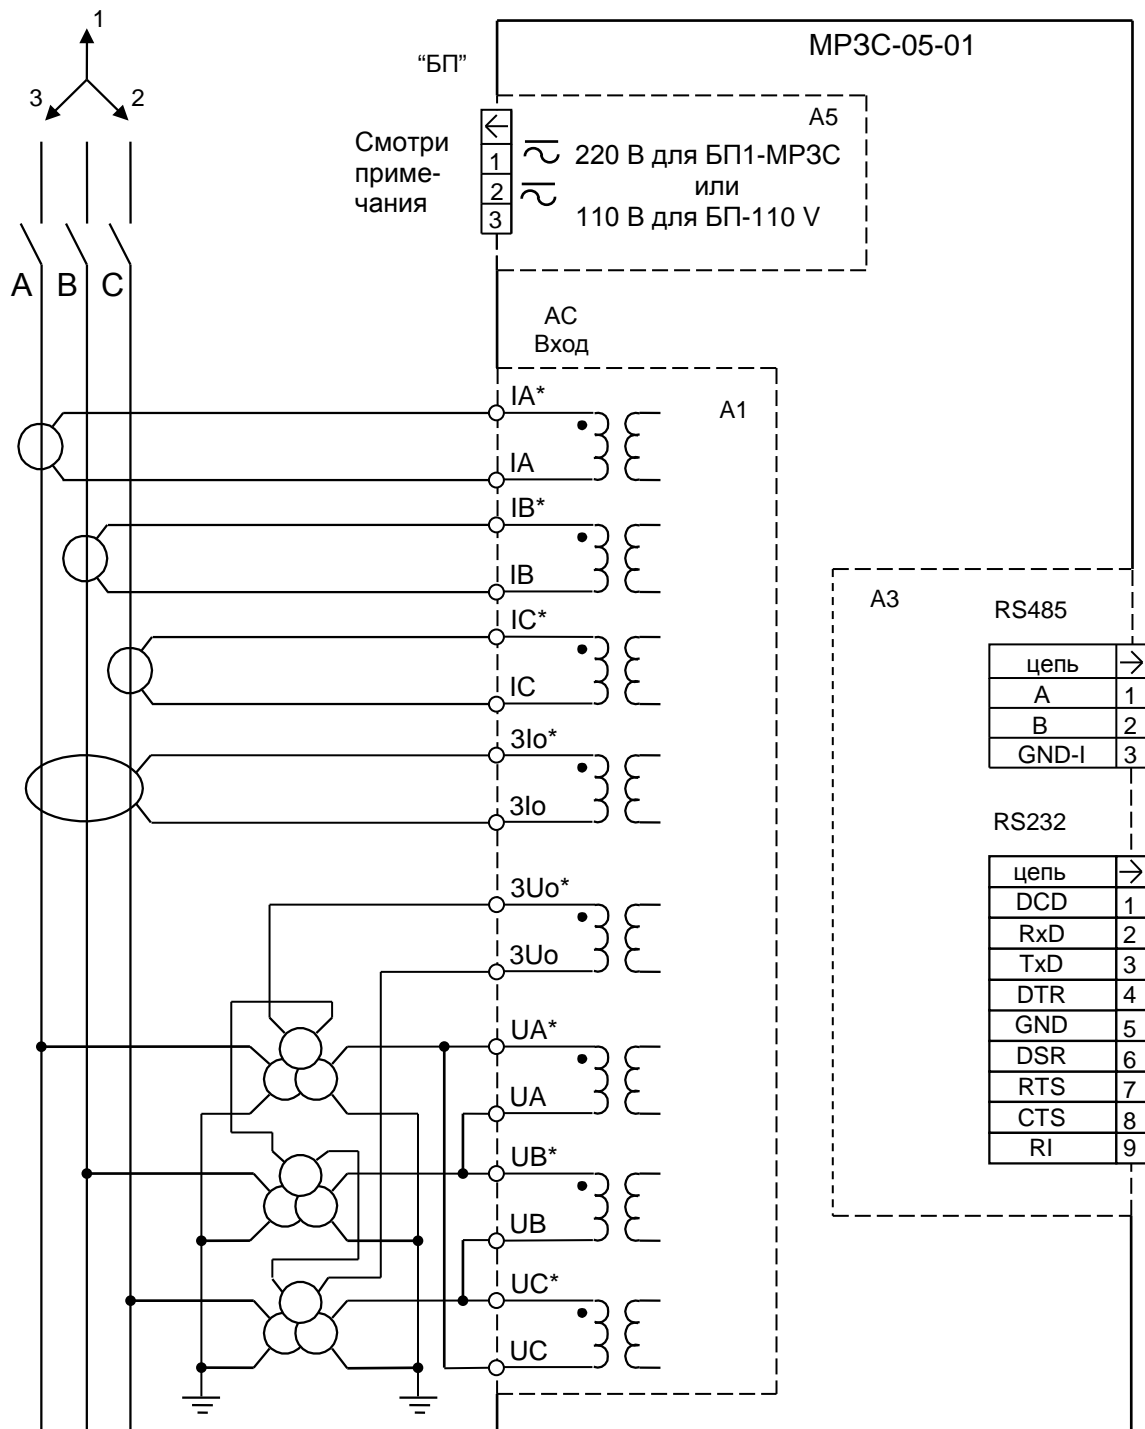 1
3
2
“БП”
МРЗС-05-01
A5
Смотри
приме-
чания
1
2
3
220 В для БП1-МРЗС
или
110 В для БП-110 V
A
B
C
AC
Вход
A1
IA*
IA
IB*
IB
IC*
IC
3Io*
3Io
3Uo*
3Uo
UA*
UA
UB*
UB
UC*
UC
A3
RS485
цепь
A 1
B 2
GND-I 3
RS232
цепь
DCD 1
RxD 2
TxD 3
DTR 4
GND 5
DSR 6
RTS 7
CTS 8
RI 9